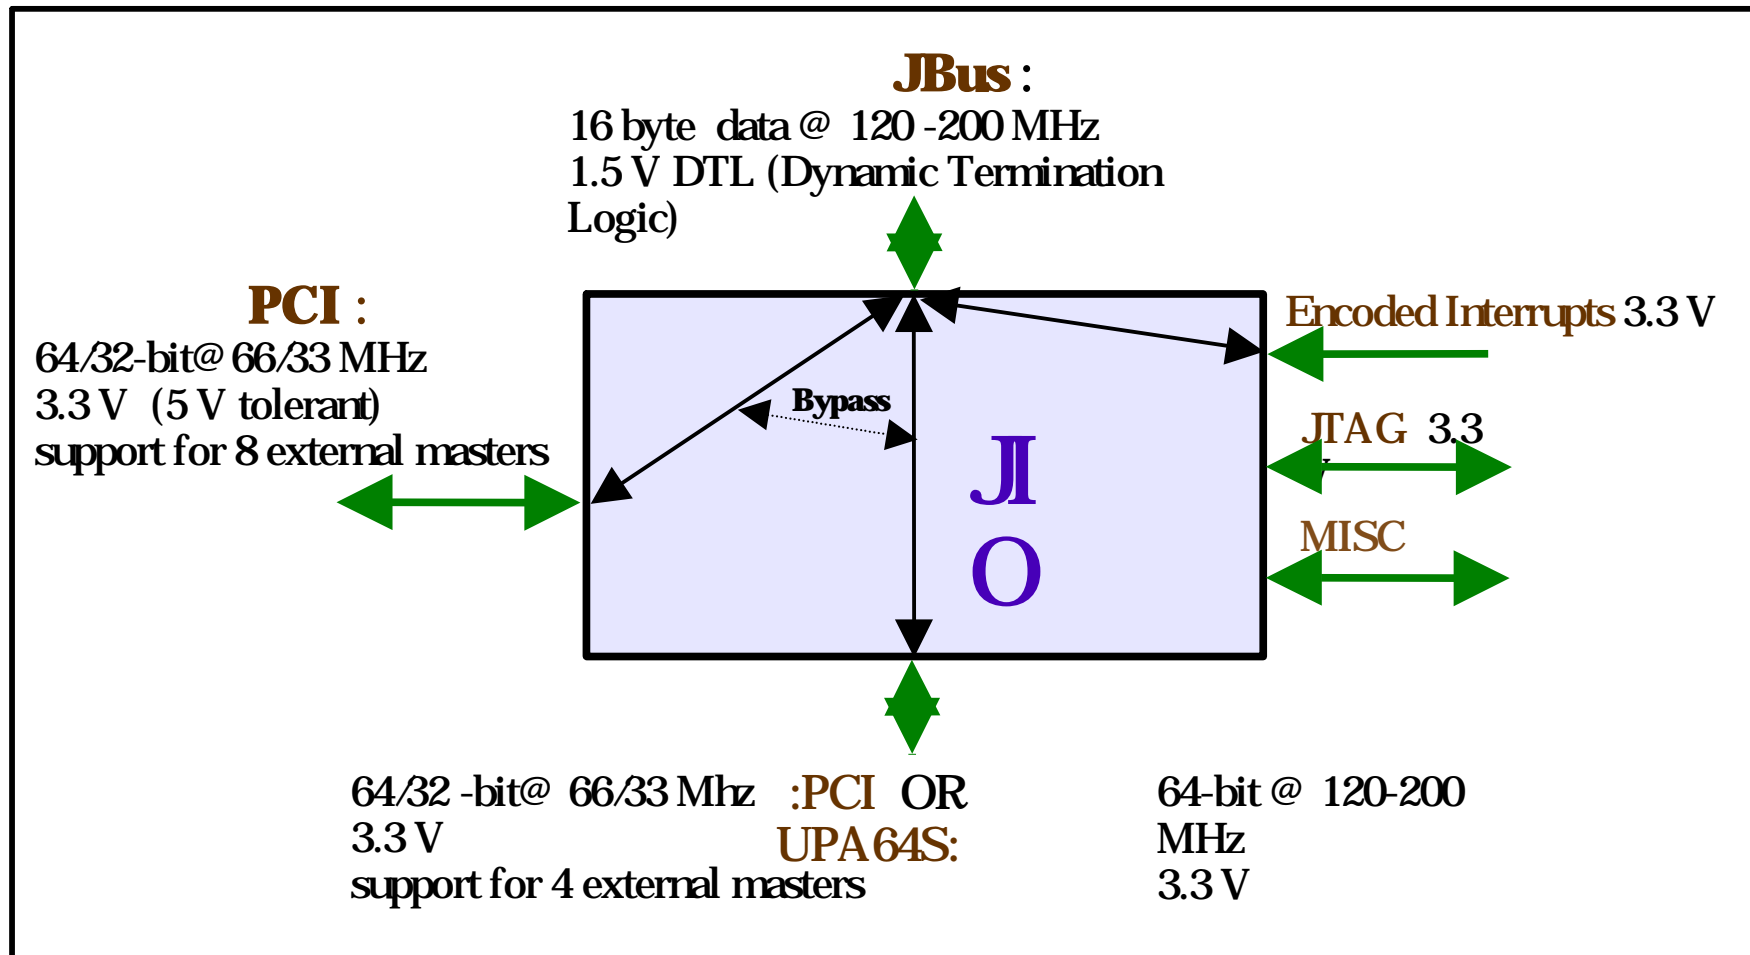 JBus :
16 byte data @ 120 -200 MHz
1.5 V DTL (Dynamic Termination
Logic)
PCI :
64/32-bit@ 66/33 MHz
3.3 V (5 V tolerant)
support for 8 external masters
Encoded Interrupts 3.3 V
Bypass
JTAG 3.3
V
JI
O
MISC
64/32 -bit@ 66/33 Mhz :PCI OR
3.3 V
UPA64S:
support for 4 external masters
64-bit @ 120-200
MHz
3.3 V